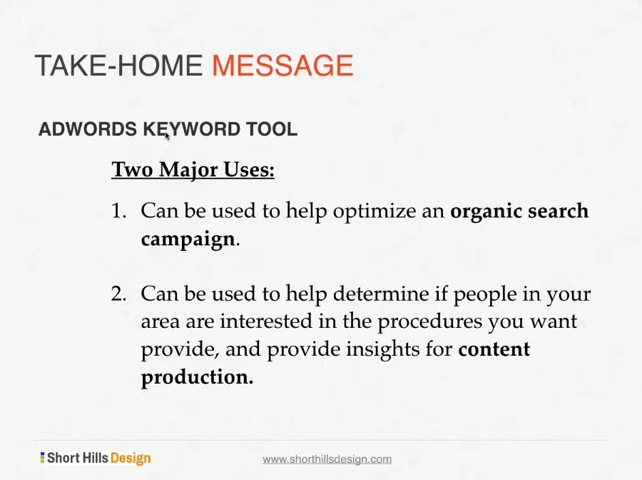 TAKE-HOME MESSAGE
ADWORDS KEYWORD TOOL
Two Major Uses:
1. Can be used to help optimize an organic search
campaign.
2. Can be used to help determine if people in your
area are interested in the procedures you want
provide, and provide insights for content
production.
Short Hills Design
www.shorthillsdesign.com